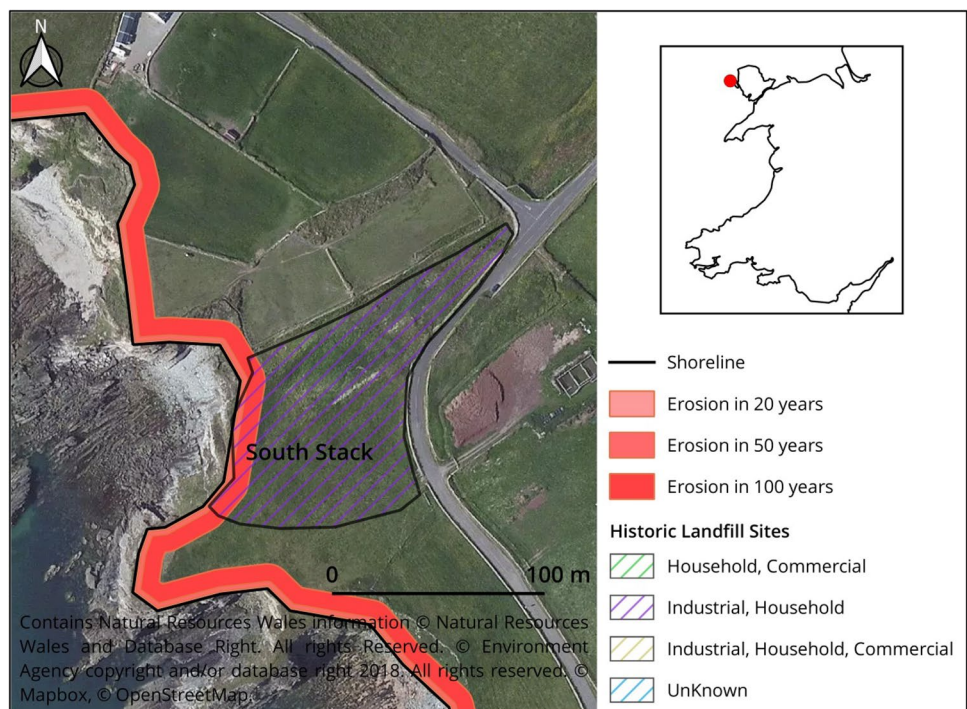 N
South Stack
0 100 m
Contains Natural Resources Wales information © Natural Resources
Wales and Database Right. All rights Reserved. © Environment
Agency copyright and/or database right 2018. All rights reserved. ©
Mapbox, © OpenStreetMap.
Shoreline
Erosion in 20 years
Erosion in 50 years
Erosion in 100 years
Historic Landfill Sites
Household, Commercial
Industrial, Household
Industrial, Household, Commercial
UnKnown